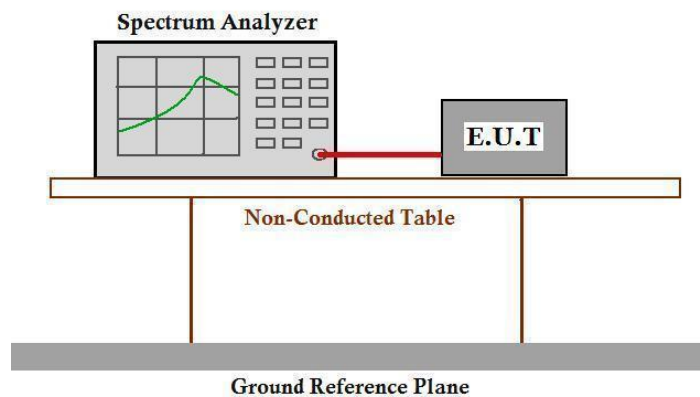 Spectrum Analyzer
E.U.T
Non-Conducted Table
Ground Reference Plane